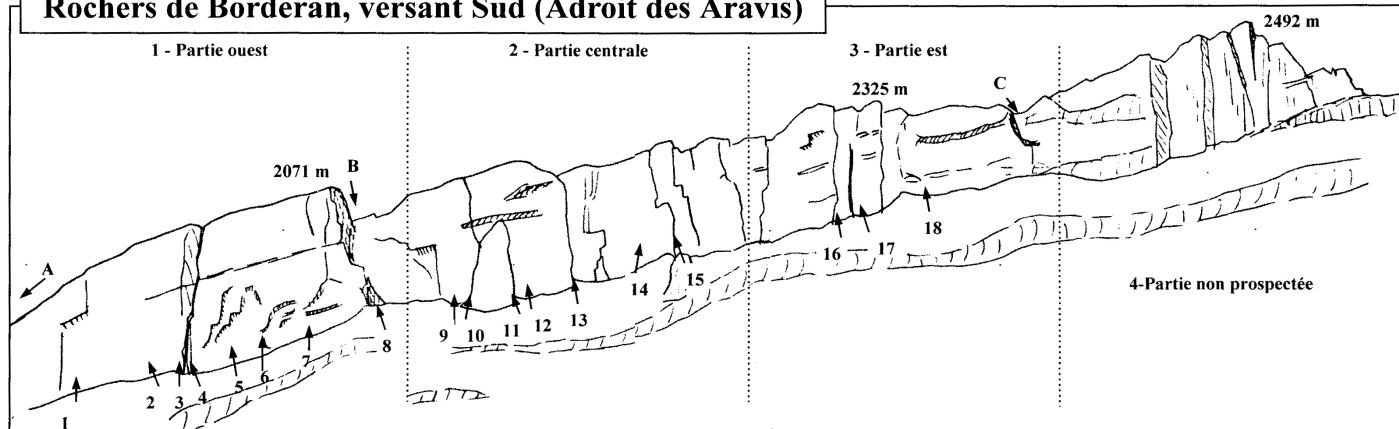 Rochers de Borderan, versant Sud (Adroit des Aravis)
1 - Partie ouest
2 - Partie centrale
3 - Partie est
2492 m
2325 m
C
2071 m
B
A
1
2
3
4
5
6
7
8
9
10
11
12
13
14
15
16
17
18
4-Partie non prospectée